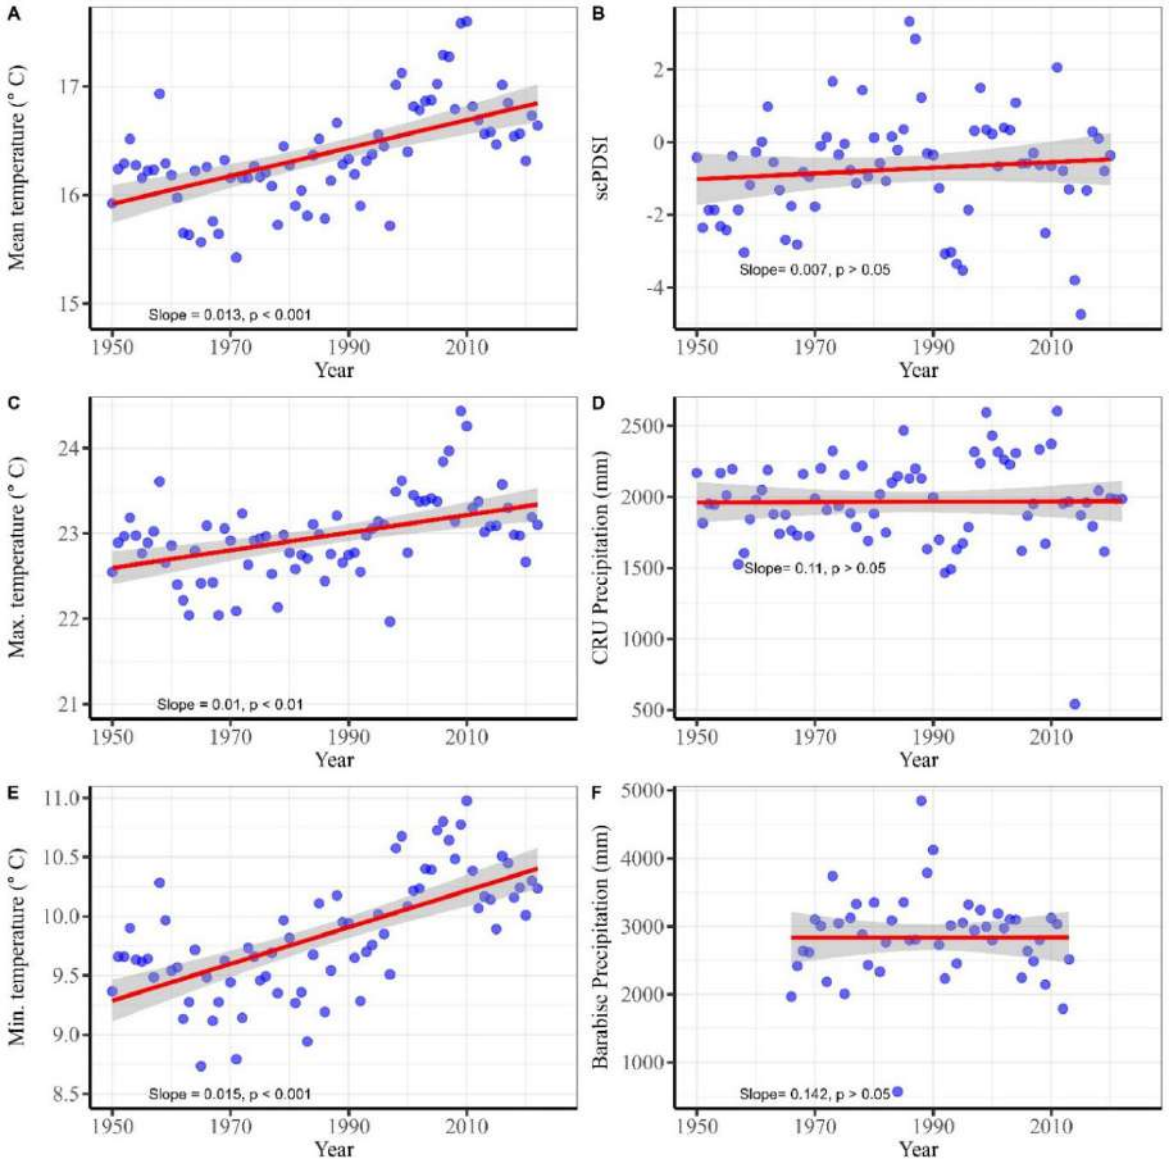 A
Mean temperature (° C)
17
16
15
Slope = 0.013, p < 0.001
1950 1970 1990 2010
Year
B
scPDSI
2
0
-2
-4
Slope= 0.007, p > 0.05
1950 1970 1990 2010
Year
C
Max. temperature (° C)
24
23
22
21
Slope = 0.01, p < 0.01
1950 1970 1990 2010
Year
D
CRU Precipitation (mm)
2500
2000
1500
1000
500
Slope= 0.11, p > 0.05
1950 1970 1990 2010
Year
E
Min. temperature (° C)
11.0
10.5
10.0
9.5
9.0
8.5
Slope = 0.015, p < 0.001
1950 1970 1990 2010
Year
F
Barabise Precipitation (mm)
5000
4000
3000
2000
1000
Slope= 0.142, p > 0.05
1950 1970 1990 2010
Year